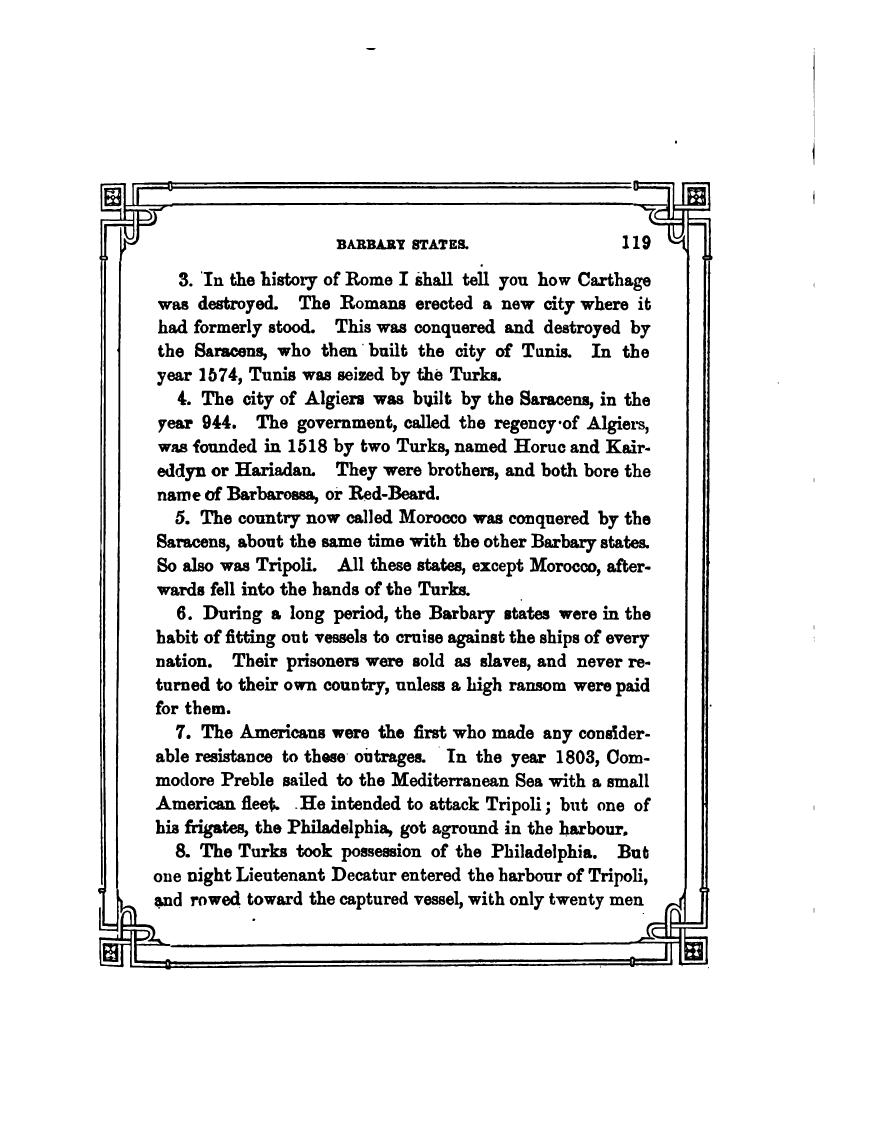 BARBARY STATES. 119
3. In the history of Rome I shall tell you how Carthage
was destroyed. The Romans erected a new city where it
had formerly stood. This was conquered and destroyed by
the Saracens, who then built the city of Tunis. In the
year 1574, Tunis was seized by the Turks.
4. The city of Algiers was built by the Saracens, in the
year 944. The government, called the regency of Algiers,
was founded in 1518 by two Turks, named Horuc and Kair-
eddyn or Hariadan. They were brothers, and both bore the
name of Barbarossa, or Red-Beard.
5. The country now called Morocco was conquered by the
Saracens, about the same time with the other Barbary states.
So also was Tripoli. All these states, except Morocco, after-
wards fell into the hands of the Turks.
6. During a long period, the Barbary states were in the
habit of fitting out vessels to cruise against the ships of every
nation. Their prisoners were sold as slaves, and never re-
turned to their own country, unless a high ransom were paid
for them.
7. The Americans were the first who made any consider-
able resistance to these outrages. In the year 1803, Com-
modore Preble sailed to the Mediterranean Sea with a small
American fleet. He intended to attack Tripoli; but one of
his frigates, the Philadelphia, got aground in the harbour.
8. The Turks took possession of the Philadelphia. But
one night Lieutenant Decatur entered the harbour of Tripoli,
and rowed toward the captured vessel, with only twenty men